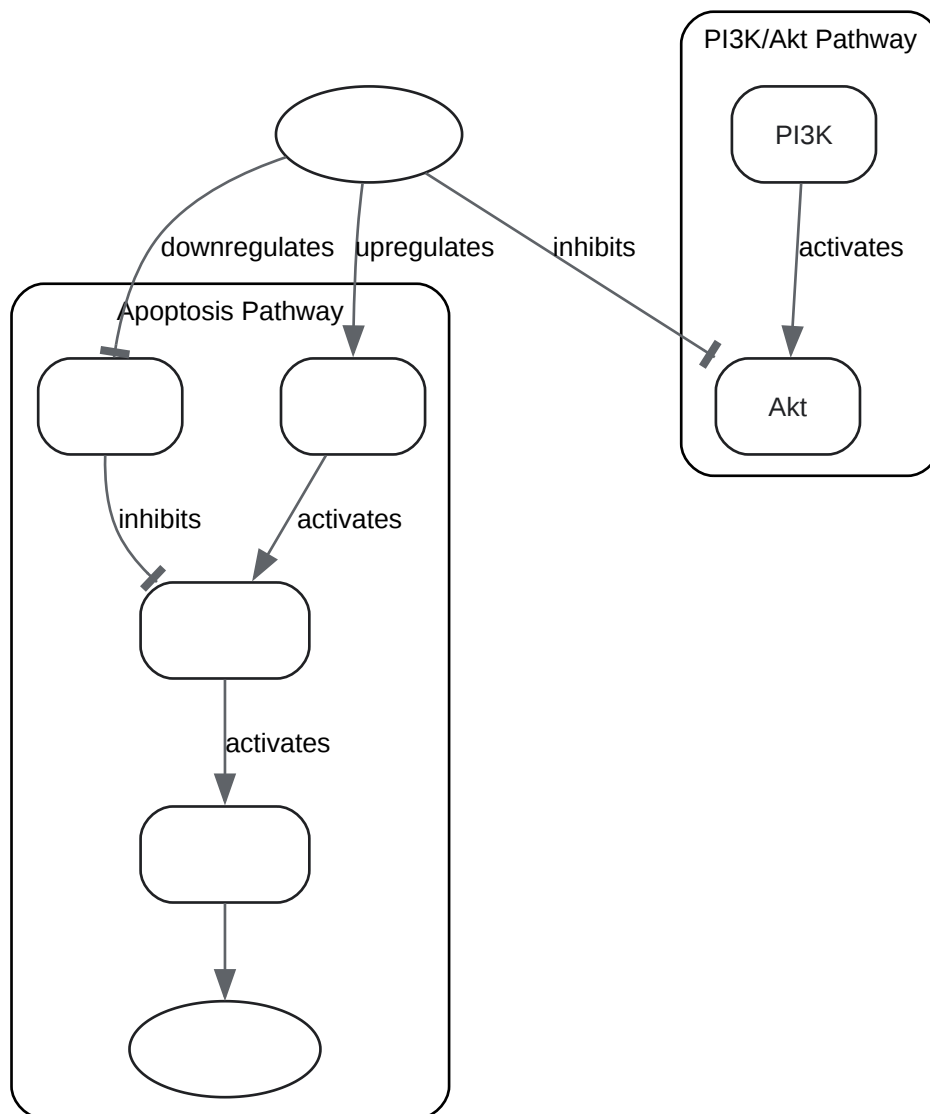 PI3K/Akt Pathway
PI3K
downregulates
upregulates
inhibits
activates
Apoptosis Pathway
Akt
inhibits
activates
activates